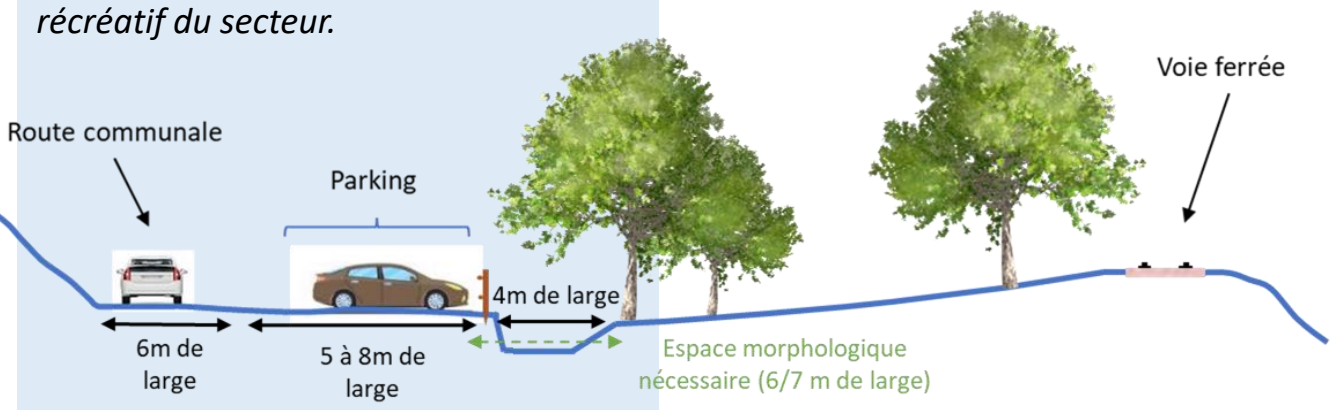 récréatif du secteur.
Voie ferrée
Route communale
Parking
4m de large
6m de
large
5 à 8m de
large
Espace morphologique
nécessaire (6/7 m de large)